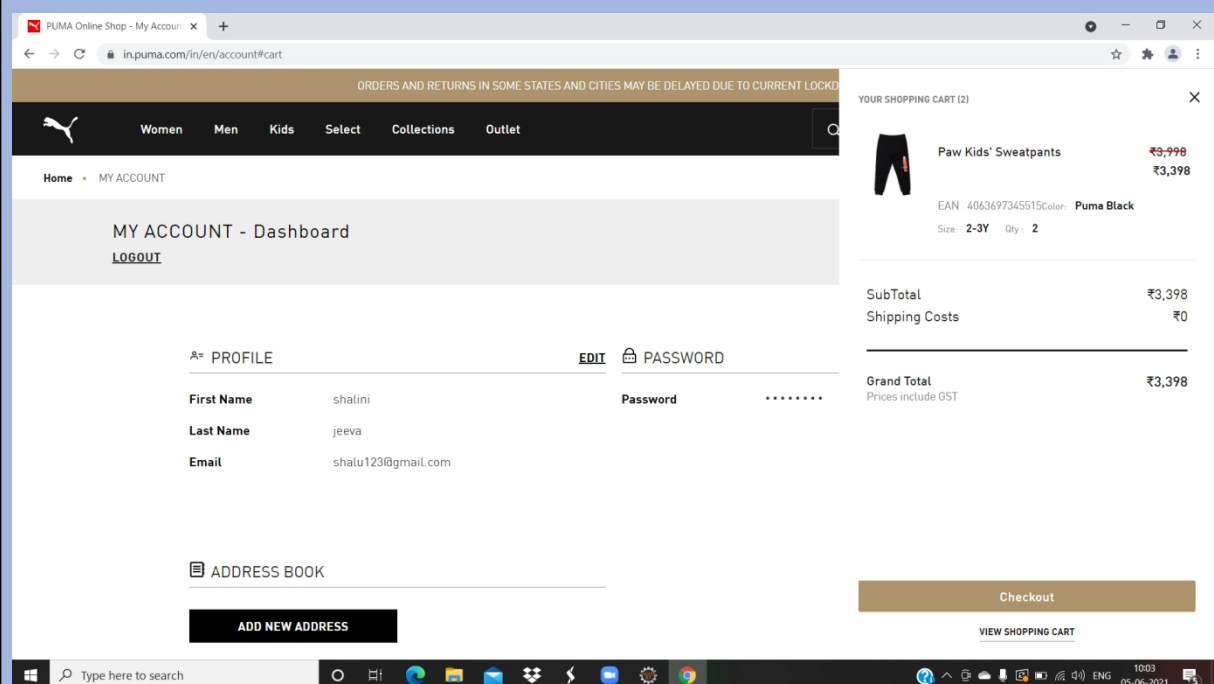 PUMA Online Shop - My Accoun
in.puma.com/in/en/account#cart
ORDERS AND RETURNS IN SOME STATES AND CITIES MAY BE DELAYED DUE TO CURRENT LOCKD
Women Men Kids Select Collections Outlet
Home • MY ACCOUNT
MY ACCOUNT - Dashboard
LOGOUT
PROFILE EDIT
First Name shalini
Last Name jeeva
Email shalu123@gmail.com
PASSWORD
Password ••••••••
ADDRESS BOOK
ADD NEW ADDRESS
YOUR SHOPPING CART (2)
Paw Kids' Sweatpants ₹3,998
₹3,398
EAN 4063697345515Color: Puma Black
Size: 2-3Y Qty : 2
SubTotal ₹3,398
Shipping Costs ₹0
Grand Total ₹3,398
Prices include GST
Checkout
VIEW SHOPPING CART
Type here to search
ENG
10:03
05-06-2021
5